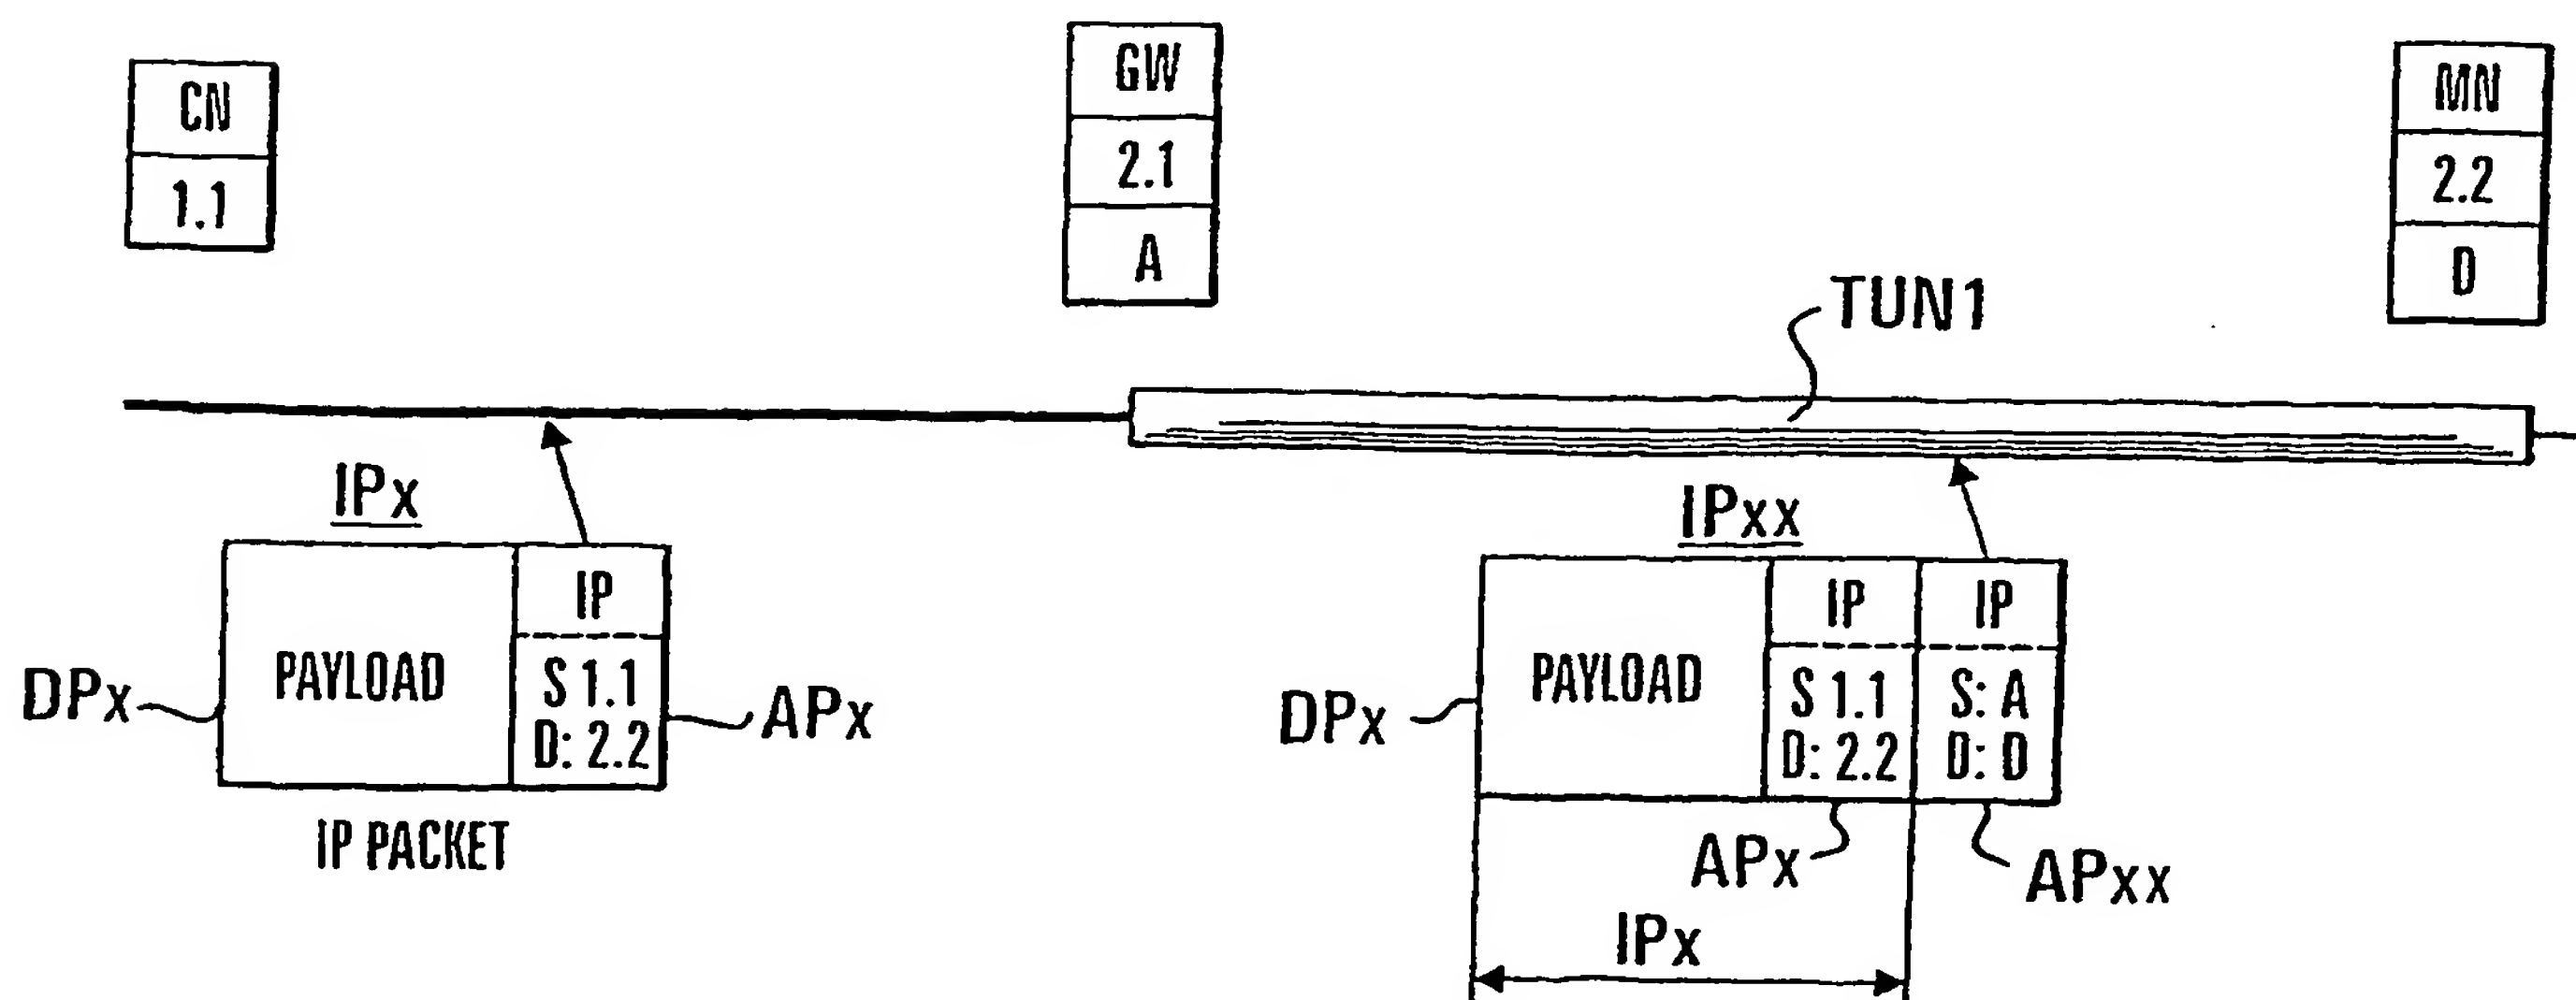 CN
1.1
GW
2.1
A
MN
2.2
D
TUN1
IPx
IP
PAYLOAD
S 1.1
D: 2.2
DPx
APx
IP PACKET
IPxx
IP
IP
PAYLOAD
S 1.1
D: 2.2
S: A
D: D
DPx
APx
APxx
IPx